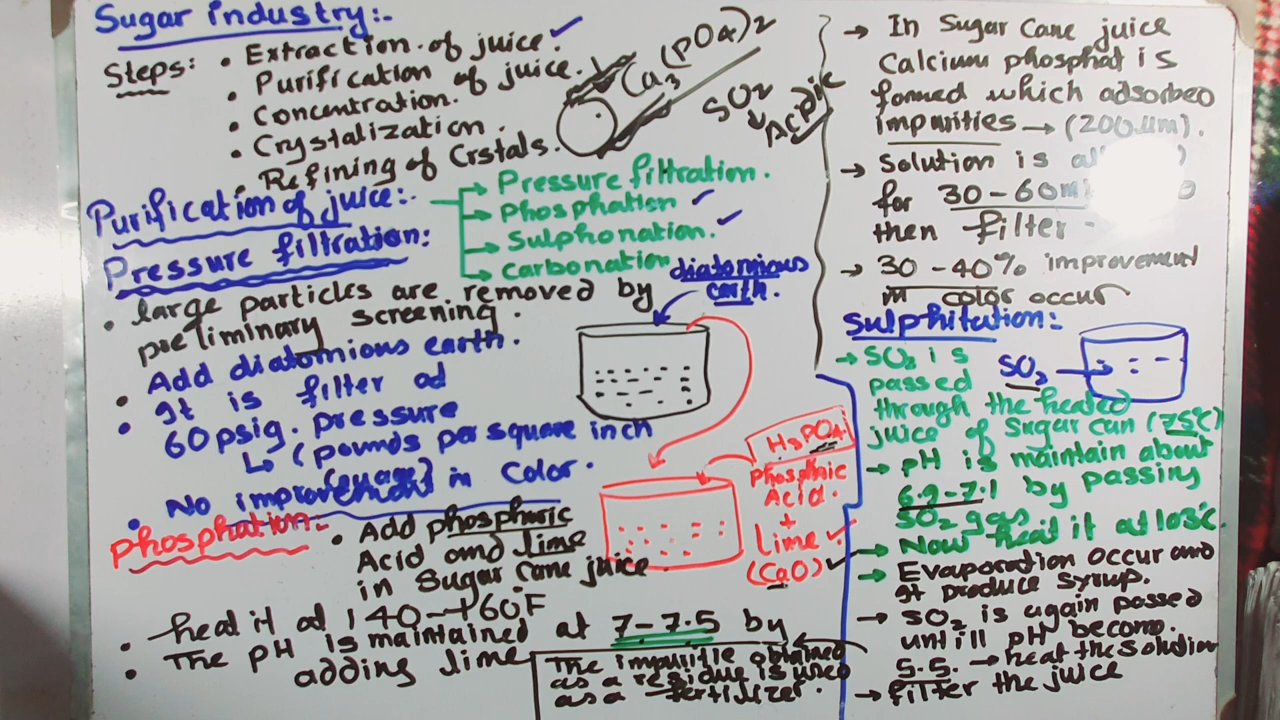 Sugar industry:-
Steps: • Extraction of juice. ✓
• Purification of juice.
• Concentration.
• Crystalization.
• Refining of Crstals.
Ca3(PO4)2
SO2
Acidic
Purification of juice:-
→ Pressure filtration.
→ Phosphation ✓
→ Sulphonation. ✓
→ Carbonation
Pressure filtration:
• large particles are removed by
preliminary screening.
• Add diatomious earth.
• It is filter at
60 psig. pressure
↳ (pounds per square inch
guage)
• No improvement in color.
diatomious
earth.
H3PO4
Phosphoic
Acid.
+
Lime ✓
(CaO) ✓
phosphation:-
• Add phosphoric
Acid and lime
in Sugar Cane juice.
• heat it at 140-160°F
• The pH is maintained at 7-7.5 by
adding lime
The impuritie obtained
as a residue is used
as a fertilizer.
→ In Sugar Cane juice
Calcium phosphat is
formed which adsorbed
impurities → (200 um).
→ Solution is
for 30-60
then filter -
→ 30-40% improvement
in color occur
Sulphitation:
→ SO2 is
passed
through the heated
juice of Sugar can (75°C)
SO2 →
→ pH is maintain about
6.9-7.1 by passing
SO2 gas
→ Now heat it at 105°C.
→ Evaporation occur and
it produce syrup.
→ SO2 is again passed
untill pH become.
5.5. → heat the solution
→ filter the juice